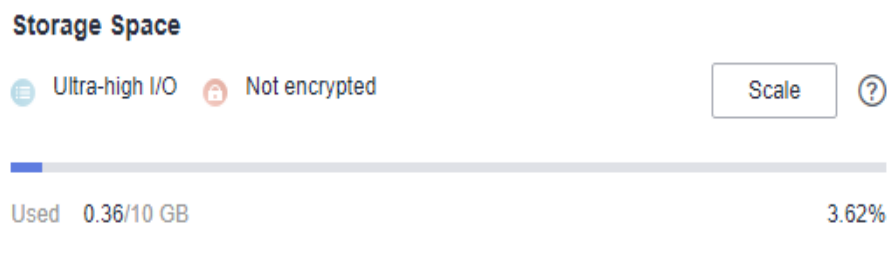 Storage Space
Ultra-high I/O Not encrypted Scale ?
Used 0.36/10 GB 3.62%